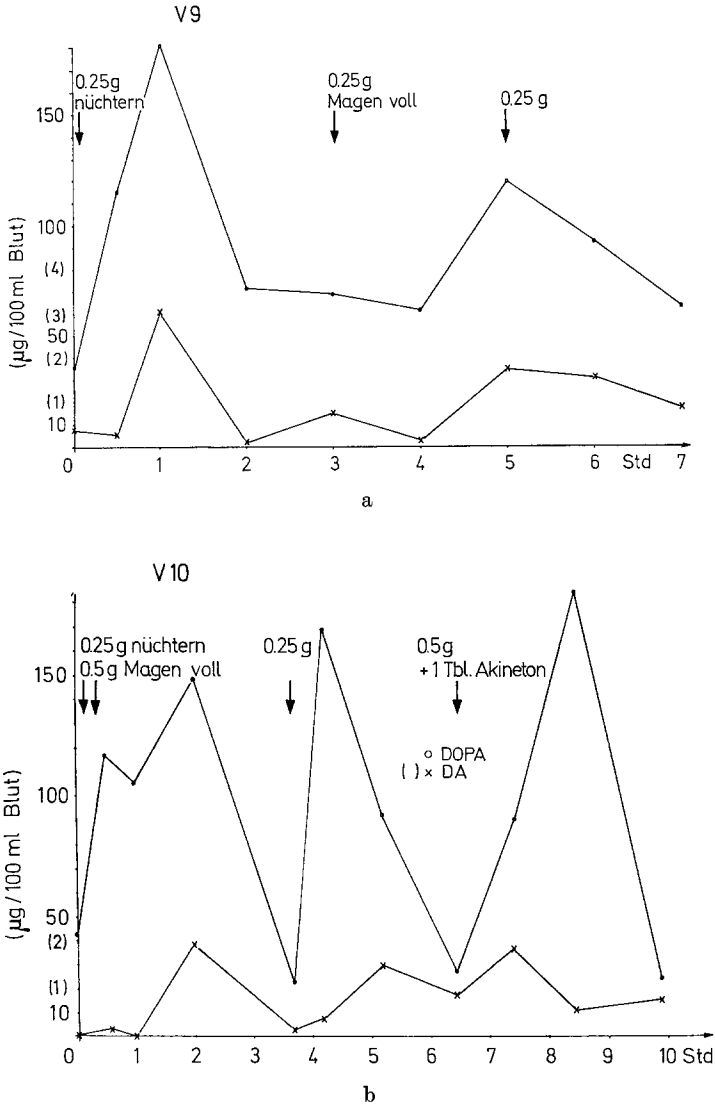 V9
0.25g
nüchtern
0.25g
Magen voll
0.25 g
150
100
(4)
(3)
50
(2)
(1)
10
(µg/100 ml Blut)
0 1 2 3 4 5 6 Std 7
a
V10
0.25g nüchtern
0.5g Magen voll
0.25 g
0.5g
+1 Tbl. Akineton
o DOPA
( ) x DA
150
100
50
(2)
(1)
10
(µg/100 ml Blut)
0 1 2 3 4 5 6 7 8 9 10 Std
b